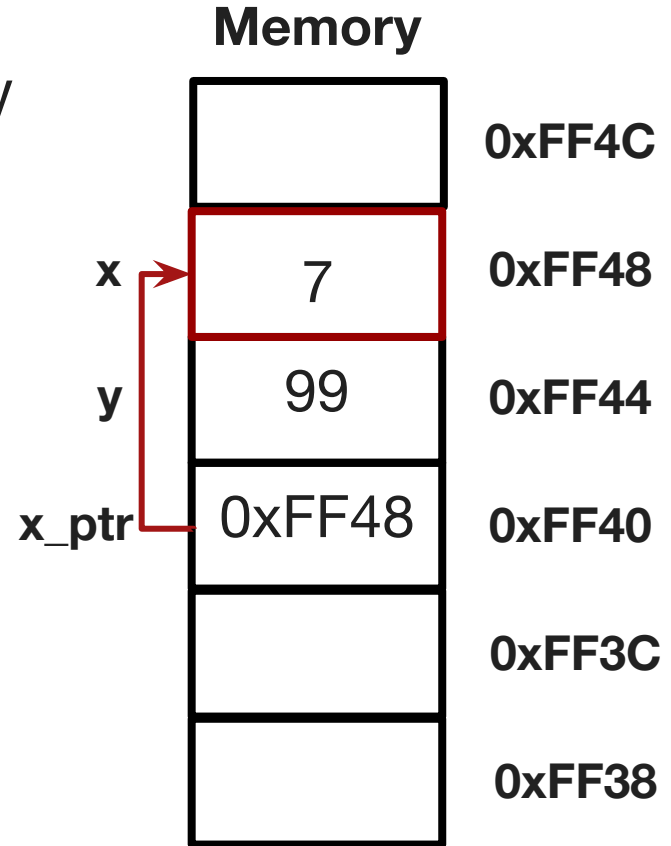 Memory
y
0xFF4C
x 7 0xFF48
y 99 0xFF44
x_ptr 0xFF48 0xFF40
0xFF3C
0xFF38